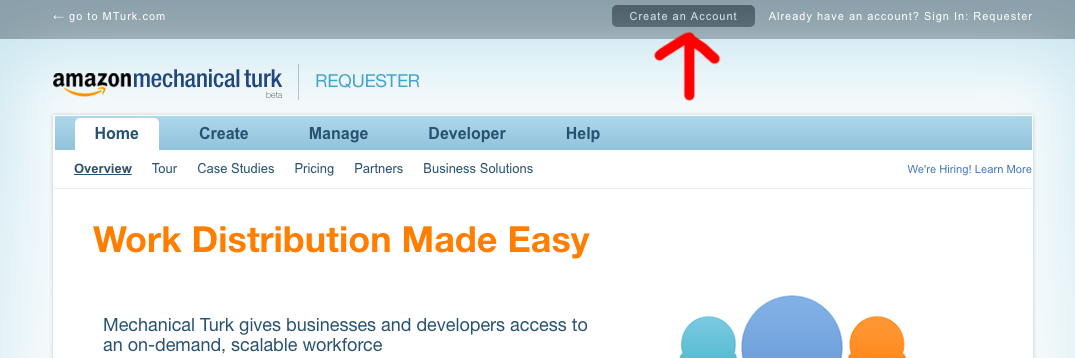 ← go to MTurk.com
Create an Account
Already have an account? Sign In: Requester
amazonmechanical turk
beta
REQUESTER
Home Create Manage Developer Help
Overview Tour Case Studies Pricing Partners Business Solutions
We're Hiring! Learn More
Work Distribution Made Easy
Mechanical Turk gives businesses and developers access to
an on-demand, scalable workforce